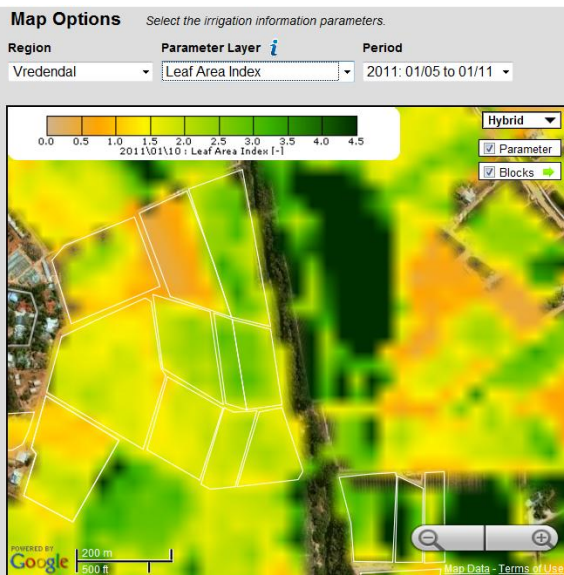 Map Options Select the irrigation information parameters.
Region Parameter Layer i Period
Vredendal Leaf Area Index 2011: 01/05 to 01/11
Hybrid
0.0 0.5 1.0 1.5 2.0 2.5 3.0 3.5 4.0 4.5
2011\01\10 : Leaf Area Index [-]
Parameter
Blocks
POWERED BY
Google
200 m
500 ft
Map Data - Terms of Use